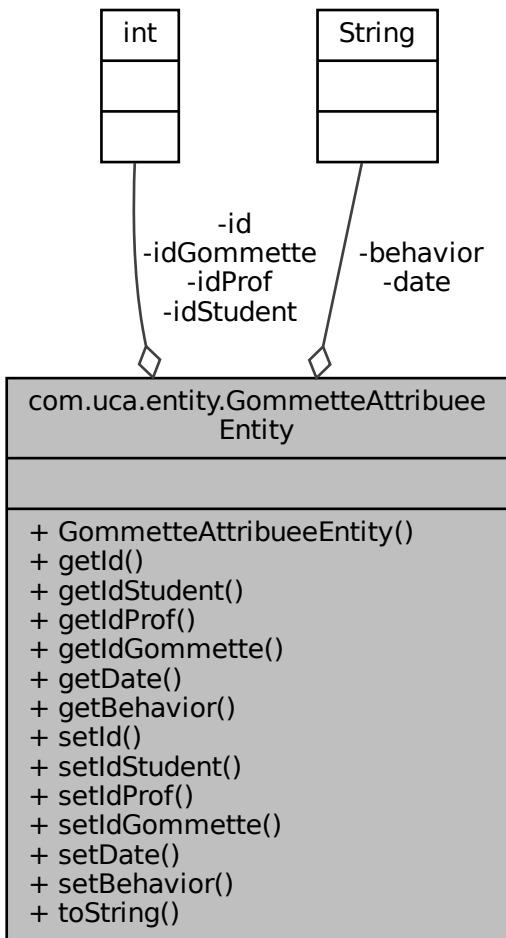 int
String
-id
-idGommette
-idProf
-idStudent
-behavior
-date
com.uca.entity.GommetteAttribuee
Entity
+ GommetteAttribueeEntity()
+ getId()
+ getIdStudent()
+ getIdProf()
+ getIdGommette()
+ getDate()
+ getBehavior()
+ setId()
+ setIdStudent()
+ setIdProf()
+ setIdGommette()
+ setDate()
+ setBehavior()
+ toString()